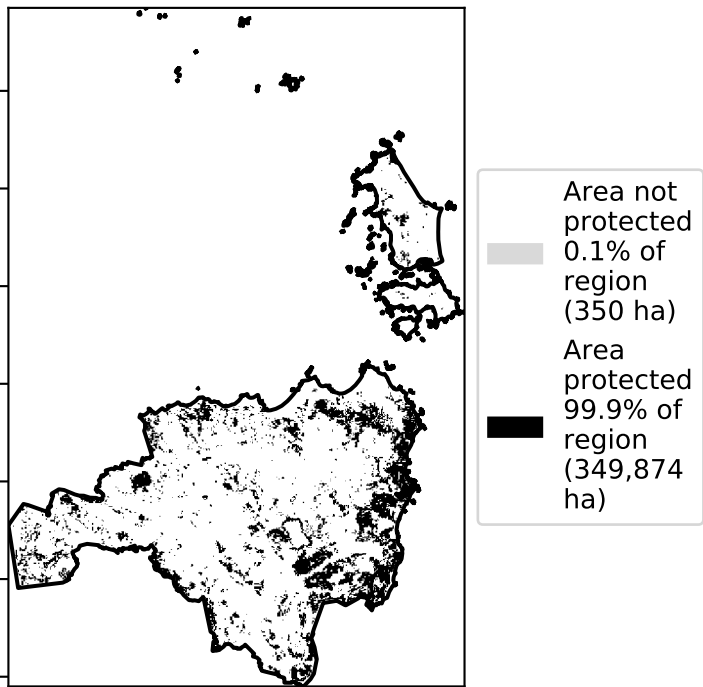 Area not
protected
0.1% of
region
(350 ha)
Area
protected
99.9% of
region
(349,874
ha)